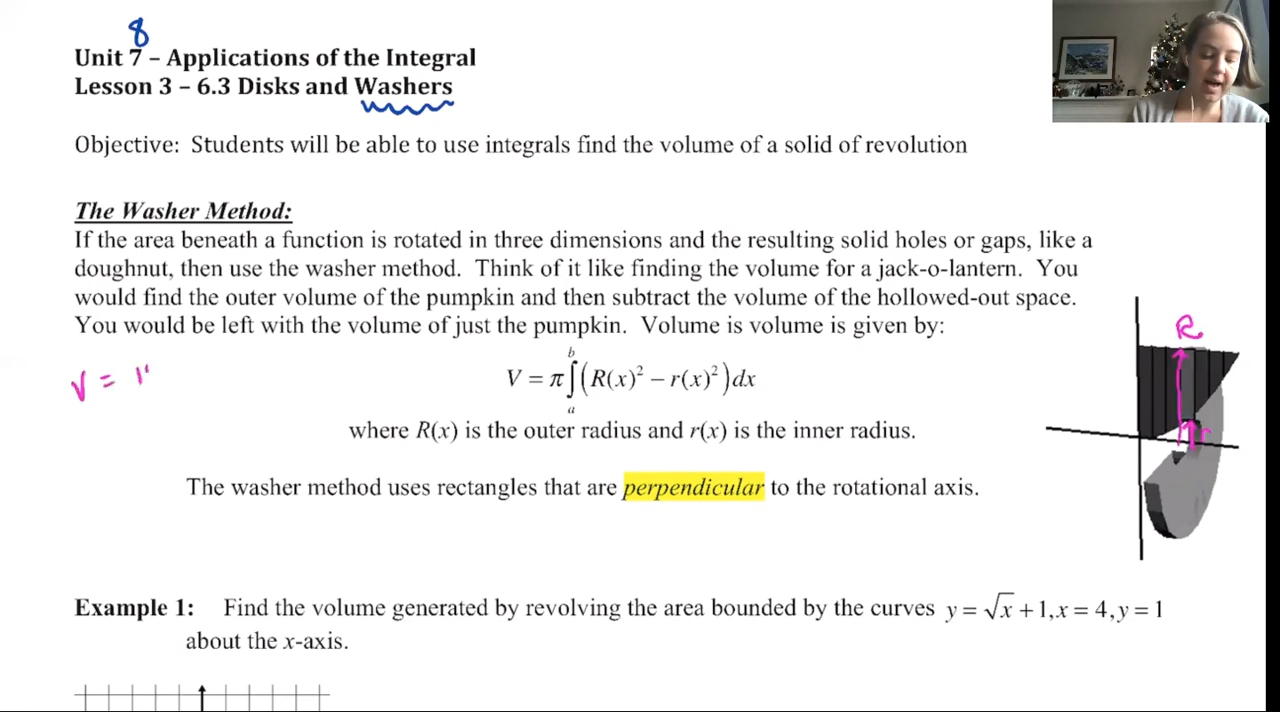 8
Unit 7 – Applications of the Integral
Lesson 3 – 6.3 Disks and Washers
Objective: Students will be able to use integrals find the volume of a solid of revolution
The Washer Method:
If the area beneath a function is rotated in three dimensions and the resulting solid holes or gaps, like a
doughnut, then use the washer method. Think of it like finding the volume for a jack-o-lantern. You
would find the outer volume of the pumpkin and then subtract the volume of the hollowed-out space.
You would be left with the volume of just the pumpkin. Volume is volume is given by:
V = π∫ₐᵇ(R(x)² – r(x)²)dx
V =
where R(x) is the outer radius and r(x) is the inner radius.
The washer method uses rectangles that are perpendicular to the rotational axis.
R
r
Example 1: Find the volume generated by revolving the area bounded by the curves y = √x + 1, x = 4, y = 1
about the x-axis.